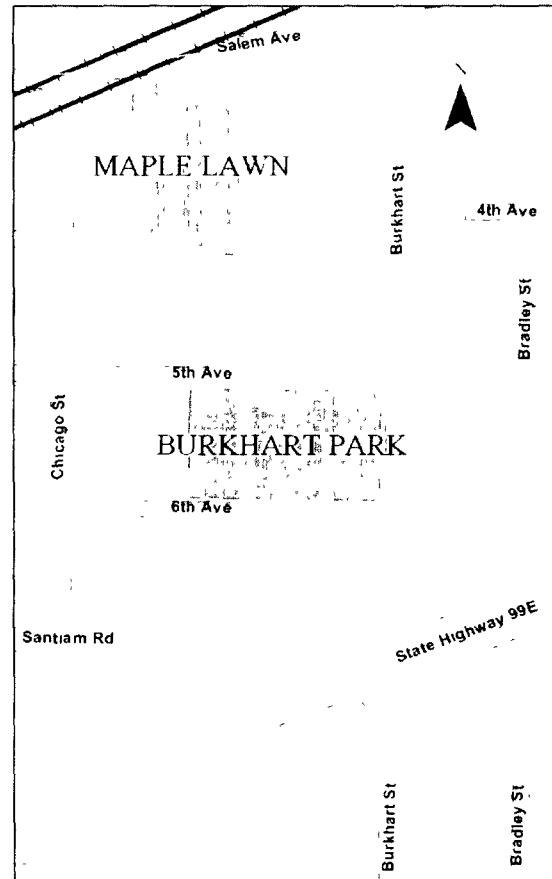 Salem Ave
MAPLE LAWN
Burkhart St
4th Ave
Bradley St
5th Ave
Chicago St
BURKHART PARK
6th Ave
Santiam Rd
State Highway 99E
Burkhart St
Bradley St